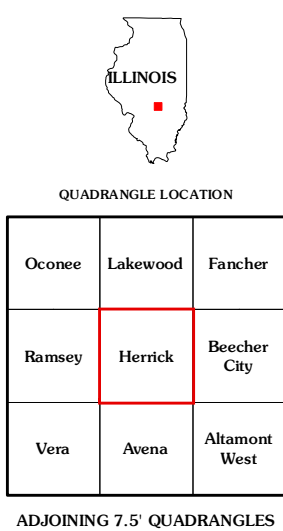 ILLINOIS
QUADRANGLE LOCATION
Oconee Lakewood Fancher
Ramsey Herrick Beecher
City
Vera Avena Altamont
West
ADJOINING 7.5' QUADRANGLES